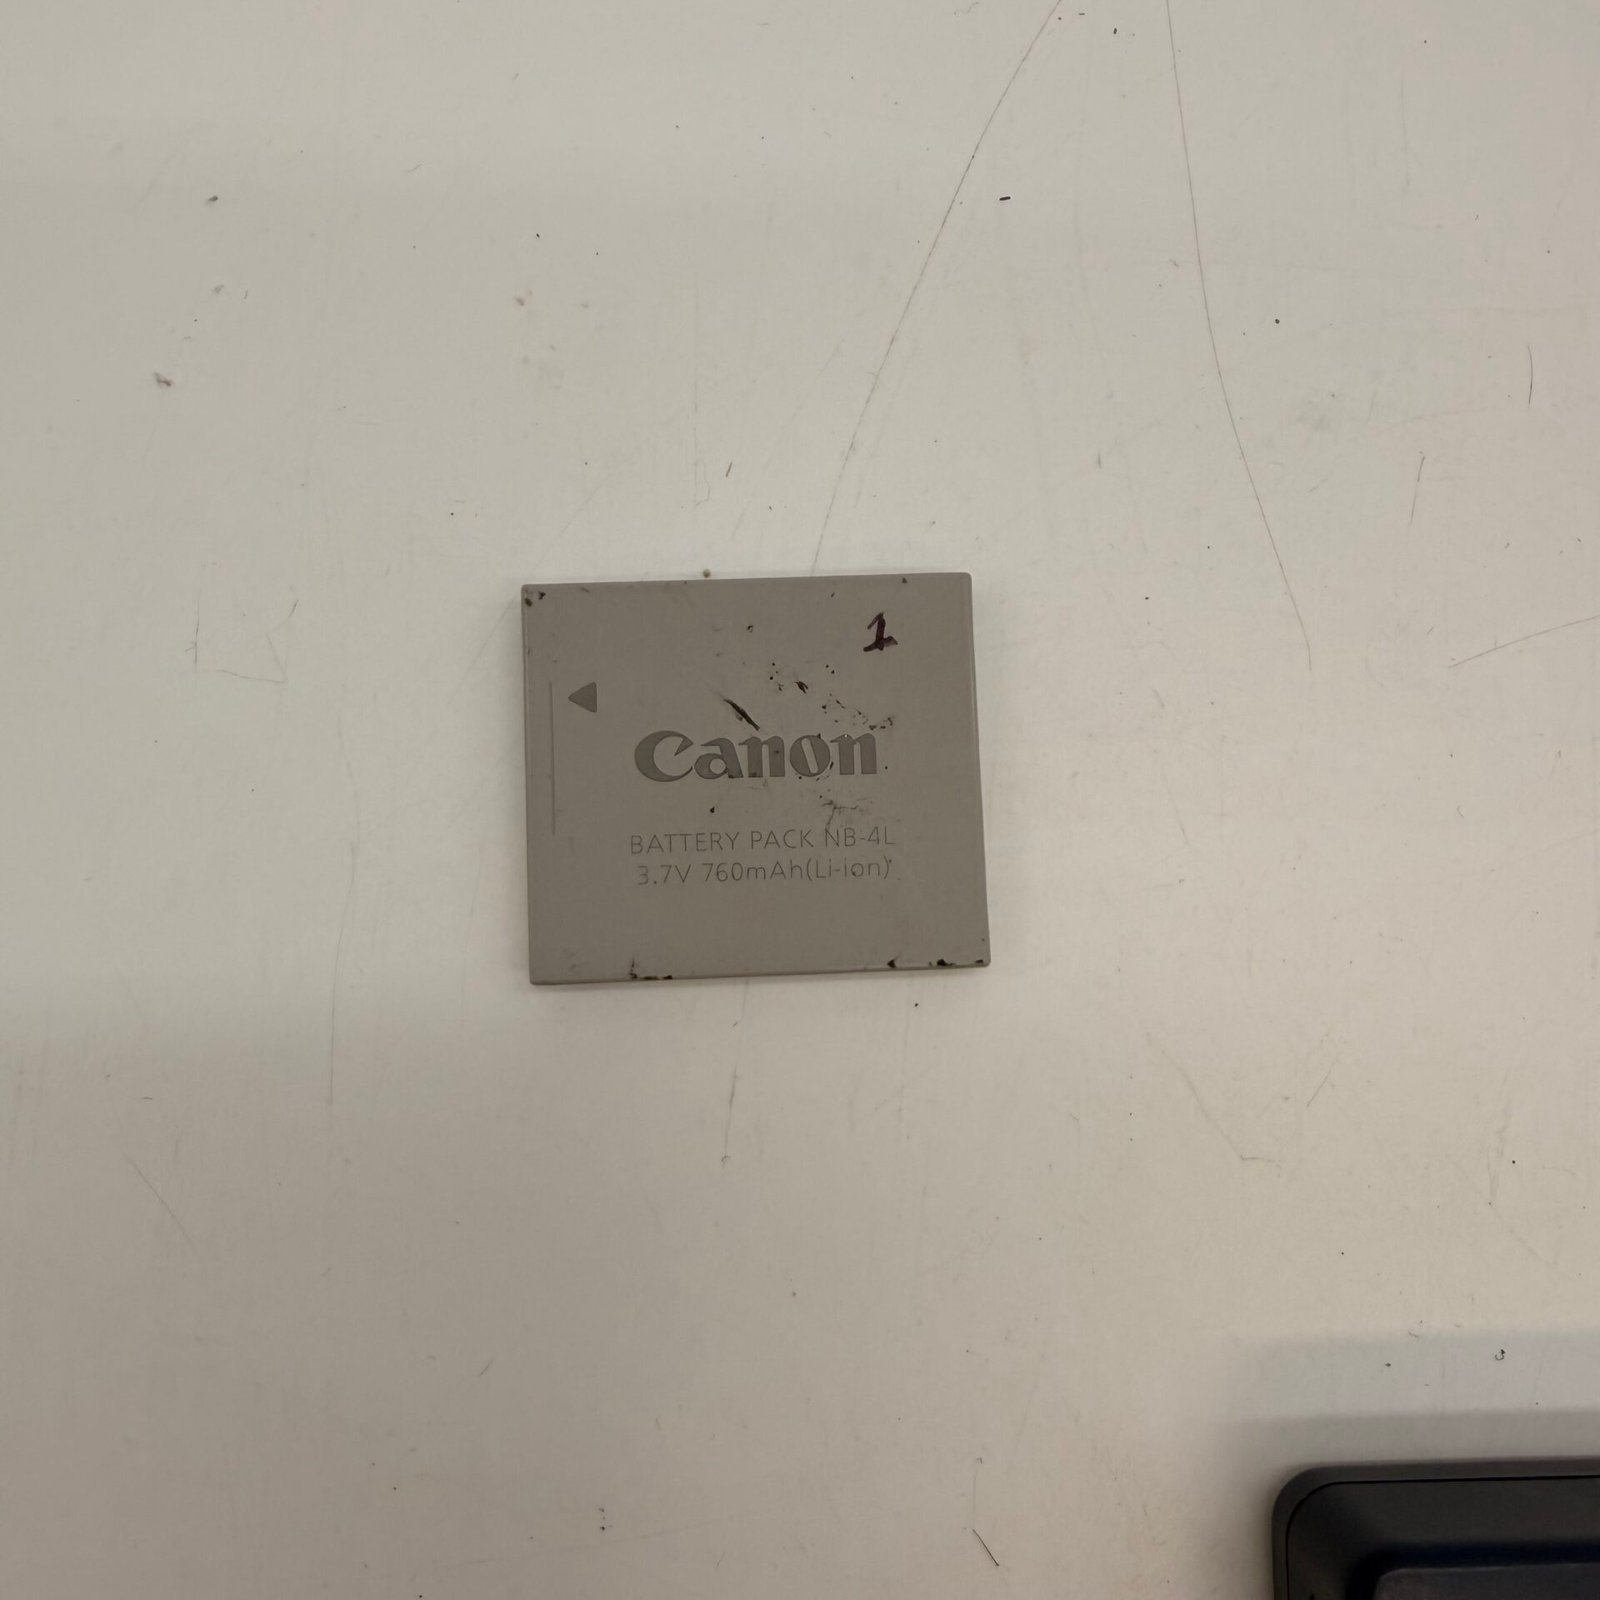 1
Canon
BATTERY PACK NB-4L
3.7V 760mAh(Li-ion)